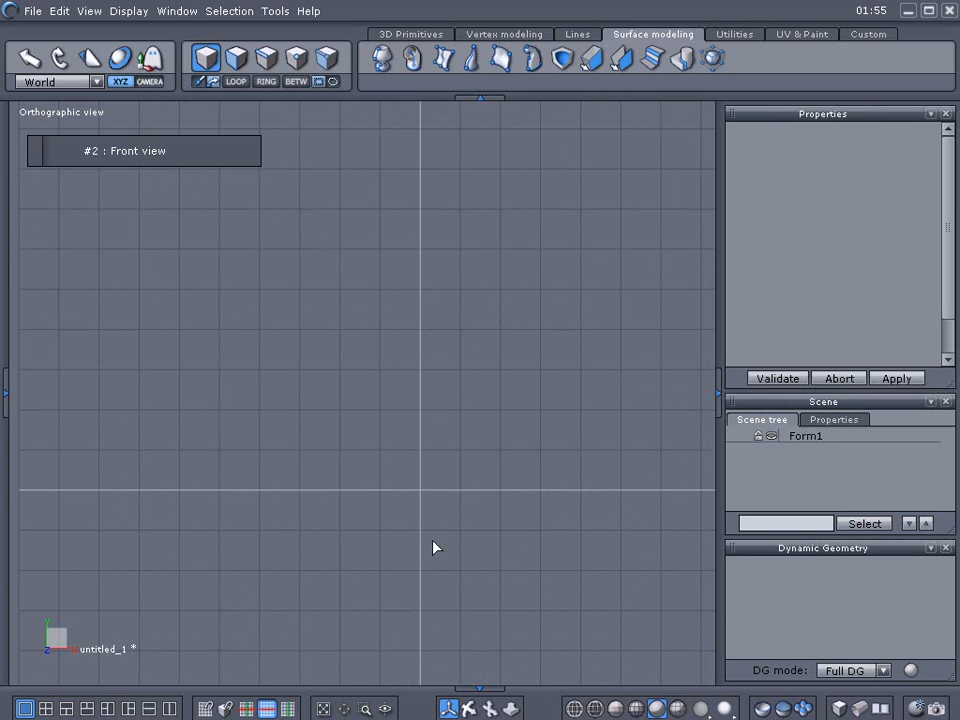 File Edit View Display Window Selection Tools Help 01:55
3D Primitives Vertex modeling Lines Surface modeling Utilities UV & Paint Custom
World XYZ CAMERA LOOP RING BETW
Orthographic view
#2 : Front view
Properties
Validate Abort Apply
Scene
Scene tree Properties
Form1
Select
Dynamic Geometry
Y
Z
untitled_1 *
DG mode: Full DG